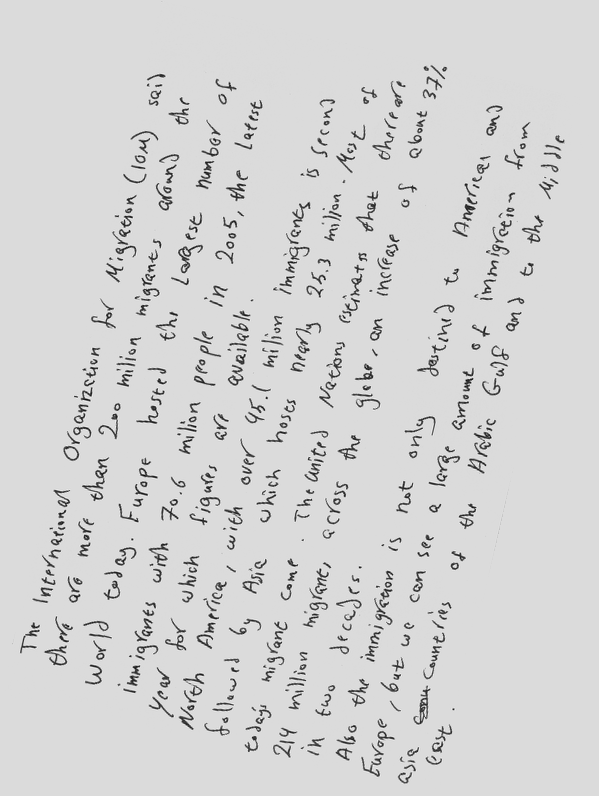 The International Organization for Migration (IOM) said
there are more than 200 milion migrants around the
World today. Europe hosted the Largest number of
immigrants with 70.6 million people in 2005, the Latest
year for which figures are available.
North America, with over 45.1 milion immigrants is second
followed by Asia which hosts nearly 25.3 milion. Most of
todays migrant come. The united Nations estimates that there are
214 million migrant, across the globe, an increase of about 37%
in two decades.
Also the immigration is not only destined to Americas and
Europe, but we can see a large amount of immigration from
asia countries of the Arabic Gulf and to the Middle
East.